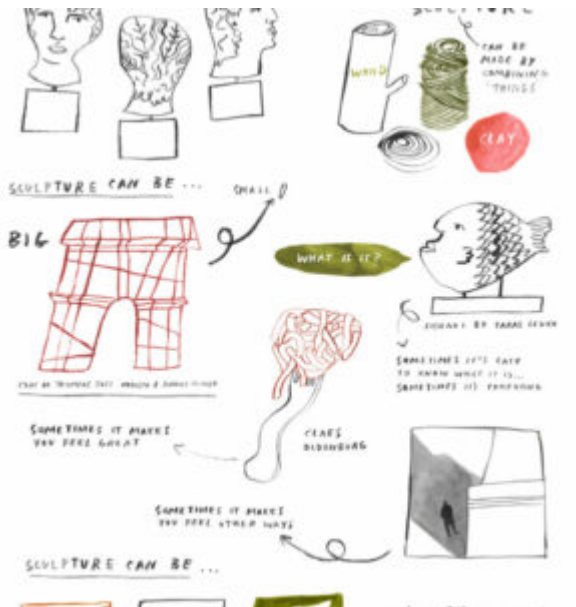 SCULPTURE
CAN BE
MADE BY
COMBINING
"THINGS"
WOOD
CLAY
SCULPTURE CAN BE ...
SMALL
BIG
WHAT IS IT?
SOMETIMES IT'S EASY
TO KNOW WHAT IT IS...
SOMETIMES IT'S CONFUSING
SOMETIMES IT MAKES
YOU FEEL GREAT
CLAES
OLDENBURG
SOMETIMES IT MAKES
YOU FEEL OTHER WAYS
SCULPTURE CAN BE ...